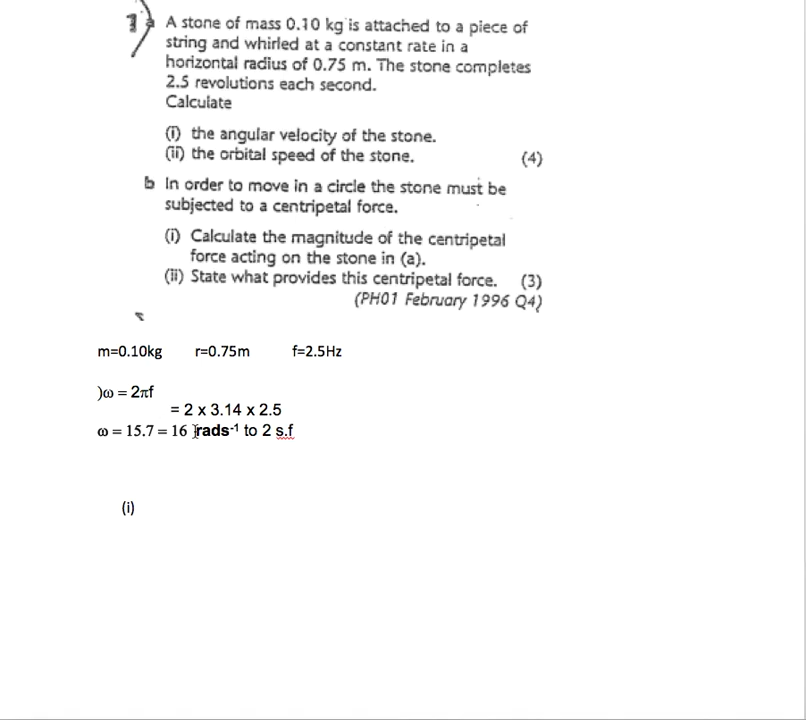 1 a A stone of mass 0.10 kg is attached to a piece of
string and whirled at a constant rate in a
horizontal radius of 0.75 m. The stone completes
2.5 revolutions each second.
Calculate
(i) the angular velocity of the stone.
(ii) the orbital speed of the stone. (4)
b In order to move in a circle the stone must be
subjected to a centripetal force.
(i) Calculate the magnitude of the centripetal
force acting on the stone in (a).
(ii) State what provides this centripetal force. (3)
(PH01 February 1996 Q4)
m=0.10kg r=0.75m f=2.5Hz
)ω = 2πf
= 2 x 3.14 x 2.5
ω = 15.7 = 16 rads⁻¹ to 2 s.f
(i)